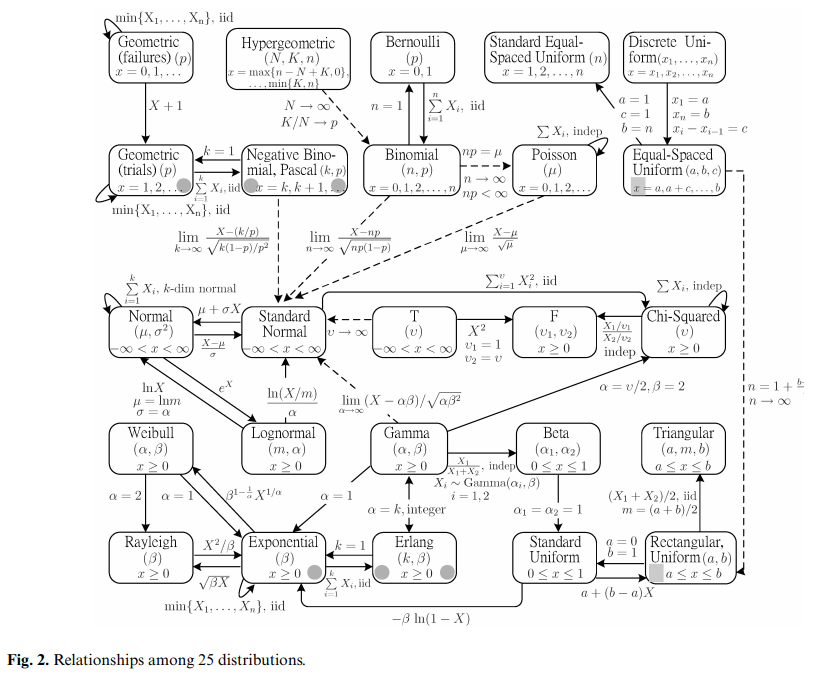 min{X₁,...,Xₙ}, iid
Geometric
(failures) (p)
x = 0,1,...
Hypergeometric
(N, K, n)
x = max{n − N + K, 0},
..., min{K, n}
Bernoulli
(p)
x = 0, 1
Standard Equal-
Spaced Uniform (n)
x = 1, 2, ..., n
Discrete Uni-
form(x₁,...,xₙ)
x = x₁, x₂, ..., xₙ
X + 1
N → ∞
K/N → p
n = 1
∑ᵢ₌₁ⁿ Xᵢ, iid
a = 1
c = 1
b = n
x₁ = a
xₙ = b
xᵢ − xᵢ₋₁ = c
∑ Xᵢ, indep
Geometric
(trials) (p)
x = 1, 2, ..
k = 1
∑ᵢ₌₁ᵏ Xᵢ, iid
Negative Bino-
mial, Pascal (k, p)
x = k, k + 1, .
Binomial
(n, p)
x = 0, 1, 2, ..., n
np = μ
n → ∞
np < ∞
Poisson
(μ)
x = 0, 1, 2, ...
Equal-Spaced
Uniform (a, b, c)
x = a, a + c, ..., b
min{X₁,...,Xₙ}, iid
lim k→∞ (X−(k/p))/√(k(1−p)/p²)
lim n→∞ (X−np)/√(np(1−p))
lim μ→∞ (X−μ)/√μ
∑ᵢ₌₁ᵏ Xᵢ, k-dim normal
∑ᵢ₌₁ᵛ Xᵢ², iid
∑ Xᵢ, indep
Normal
(μ, σ²)
−∞ < x < ∞
μ + σX
(X−μ)/σ
Standard
Normal
−∞ < x < ∞
υ → ∞
T
(υ)
−∞ < x < ∞
X²
υ₁ = 1
υ₂ = υ
F
(υ₁, υ₂)
x ≥ 0
(X₁/υ₁)/(X₂/υ₂)
indep
Chi-Squared
(υ)
x ≥ 0
lnX
μ = lnm
σ = α
eˣ
ln(X/m)/α
lim α→∞ (X − αβ)/√(αβ²)
α = υ/2, β = 2
n = 1 + b-
n → ∞
Weibull
(α, β)
x ≥ 0
Lognormal
(m, α)
x ≥ 0
Gamma
(α, β)
x ≥ 0
X₁/(X₁+X₂), indep
Xᵢ ∼ Gamma(αᵢ, β)
i = 1, 2
Beta
(α₁, α₂)
0 ≤ x ≤ 1
Triangular
(a, m, b)
a ≤ x ≤ b
α = 2
α = 1
β^(1−1/α) X^(1/α)
α = 1
α = k, integer
α₁ = α₂ = 1
(X₁ + X₂)/2, iid
m = (a + b)/2
Rayleigh
(β)
x ≥ 0
X²/β
√(βX)
Exponential
(β)
x ≥ 0
k = 1
∑ᵢ₌₁ᵏ Xᵢ, iid
Erlang
(k, β)
x ≥ 0
Standard
Uniform
0 ≤ x ≤ 1
a = 0
b = 1
a + (b − a)X
Rectangular,
Uniform (a, b)
a ≤ x ≤ b
min{X₁,...,Xₙ}, iid
−β ln(1 − X)
Fig. 2. Relationships among 25 distributions.